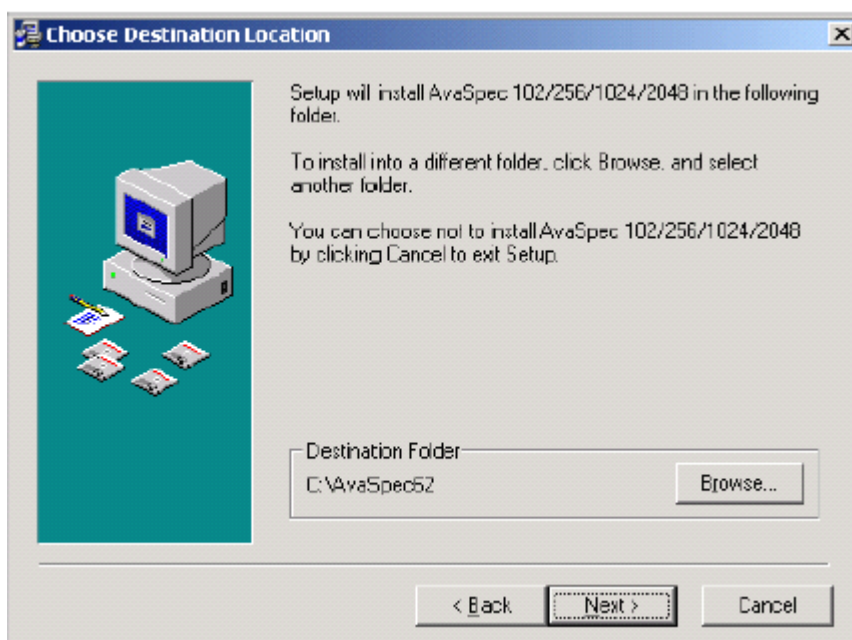 Choose Destination Location
Setup will install AvaSpec 102/256/1024/2048 in the following
folder.
To install into a different folder, click Browse, and select
another folder.
You can choose not to install AvaSpec 102/256/1024/2048
by clicking Cancel to exit Setup.
Destination Folder
C:\AvaSpec62
Browse...
< Back
Next >
Cancel